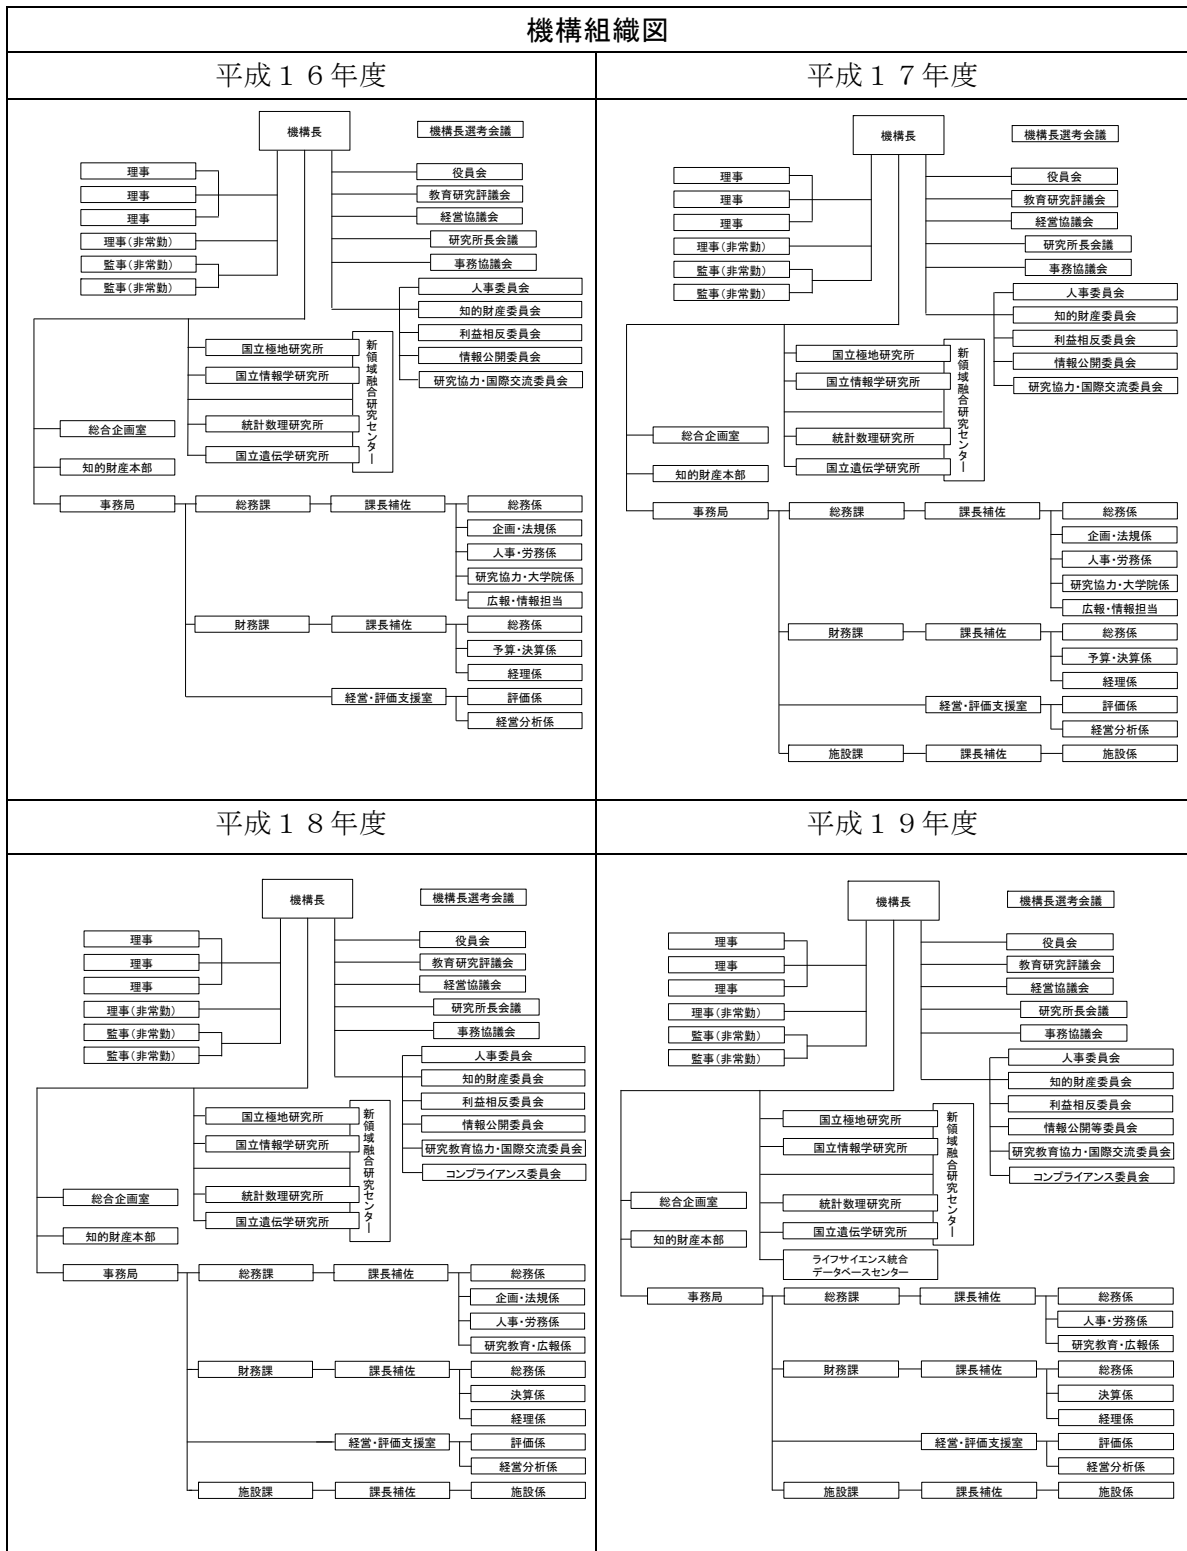 機構組織図
平成１６年度
機構長
機構長選考会議
理事
理事
理事
理事(非常勤)
監事(非常勤)
監事(非常勤)
役員会
教育研究評議会
経営協議会
研究所長会議
事務協議会
人事委員会
知的財産委員会
利益相反委員会
情報公開委員会
研究協力・国際交流委員会
国立極地研究所
国立情報学研究所
統計数理研究所
国立遺伝学研究所
新領域融合研究センター
総合企画室
知的財産本部
事務局
総務課
課長補佐
総務係
企画・法規係
人事・労務係
研究協力・大学院係
広報・情報担当
財務課
課長補佐
総務係
予算・決算係
経理係
経営・評価支援室
評価係
経営分析係
平成１７年度
機構長
機構長選考会議
理事
理事
理事
理事(非常勤)
監事(非常勤)
監事(非常勤)
役員会
教育研究評議会
経営協議会
研究所長会議
事務協議会
人事委員会
知的財産委員会
利益相反委員会
情報公開委員会
研究協力・国際交流委員会
国立極地研究所
国立情報学研究所
統計数理研究所
国立遺伝学研究所
新領域融合研究センター
総合企画室
知的財産本部
事務局
総務課
課長補佐
総務係
企画・法規係
人事・労務係
研究協力・大学院係
広報・情報担当
財務課
課長補佐
総務係
予算・決算係
経理係
経営・評価支援室
評価係
経営分析係
施設課
課長補佐
施設係
平成１８年度
機構長
機構長選考会議
理事
理事
理事
理事(非常勤)
監事(非常勤)
監事(非常勤)
役員会
教育研究評議会
経営協議会
研究所長会議
事務協議会
人事委員会
知的財産委員会
利益相反委員会
情報公開委員会
研究教育協力・国際交流委員会
コンプライアンス委員会
国立極地研究所
国立情報学研究所
統計数理研究所
国立遺伝学研究所
新領域融合研究センター
総合企画室
知的財産本部
事務局
総務課
課長補佐
総務係
企画・法規係
人事・労務係
研究教育・広報係
財務課
課長補佐
総務係
決算係
経理係
経営・評価支援室
評価係
経営分析係
施設課
課長補佐
施設係
平成１９年度
機構長
機構長選考会議
理事
理事
理事
理事(非常勤)
監事(非常勤)
監事(非常勤)
役員会
教育研究評議会
経営協議会
研究所長会議
事務協議会
人事委員会
知的財産委員会
利益相反委員会
情報公開等委員会
研究教育協力・国際交流委員会
コンプライアンス委員会
国立極地研究所
国立情報学研究所
統計数理研究所
国立遺伝学研究所
新領域融合研究センター
ライフサイエンス統合
データベースセンター
総合企画室
知的財産本部
事務局
総務課
課長補佐
総務係
人事・労務係
研究教育・広報係
財務課
課長補佐
総務係
決算係
経理係
経営・評価支援室
評価係
経営分析係
施設課
課長補佐
施設係